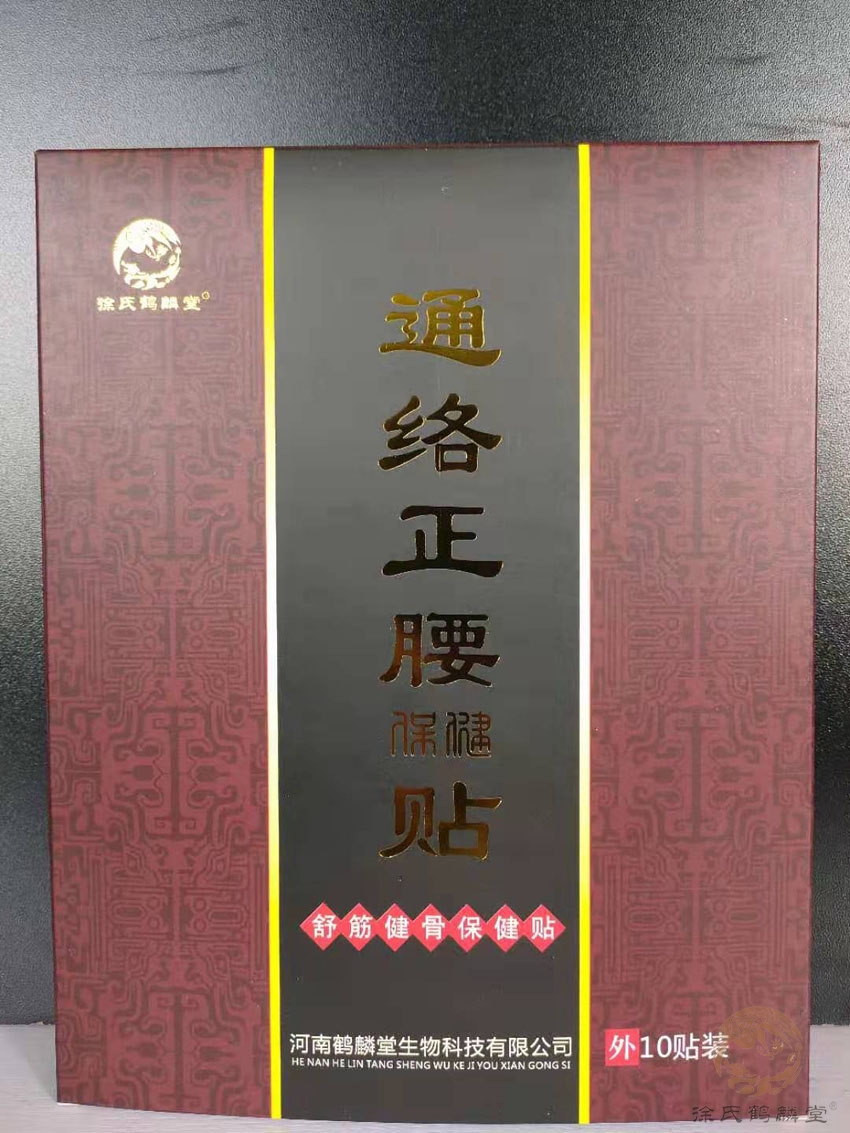 徐氏鹤麟堂
通络正腰
保健
贴
舒筋健骨保健贴
河南鹤麟堂生物科技有限公司
HE NAN HE LIN TANG SHENG WU KE JI YOU XIAN GONG SI
外10贴装
徐氏鹤麟堂®